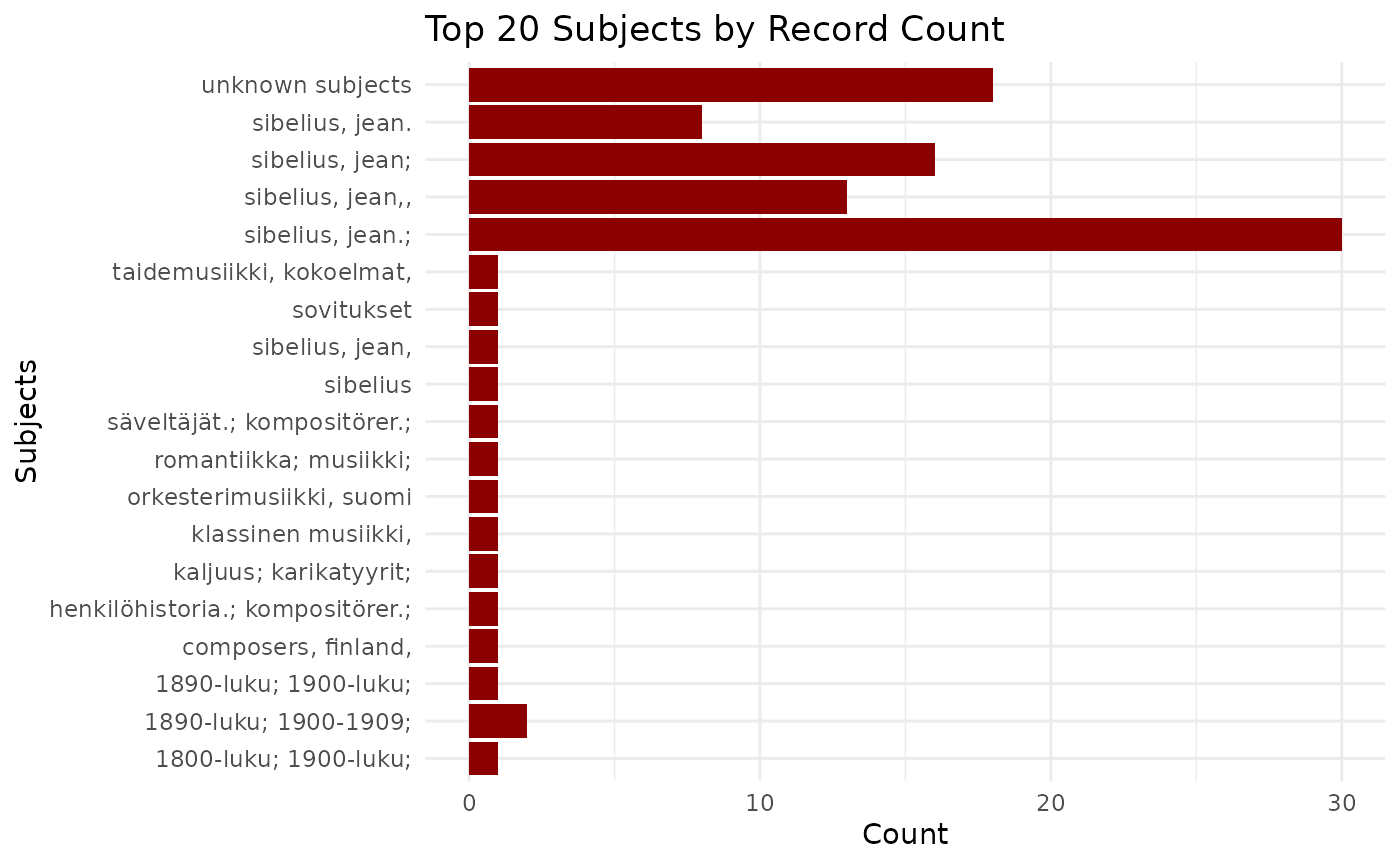 Top 20 Subjects by Record Count
unknown subjects
sibelius, jean.
sibelius, jean;
sibelius, jean,,
sibelius, jean.;
taidemusiikki, kokoelmat,
sovitukset
sibelius, jean,
sibelius
säveltäjät.; kompositörer.;
romantiikka; musiikki;
orkesterimusiikki, suomi
klassinen musiikki,
kaljuus; karikatyyrit;
henkilöhistoria.; kompositörer.;
composers, finland,
1890-luku; 1900-luku;
1890-luku; 1900-1909;
1800-luku; 1900-luku;
Subjects
0 10 20 30
Count